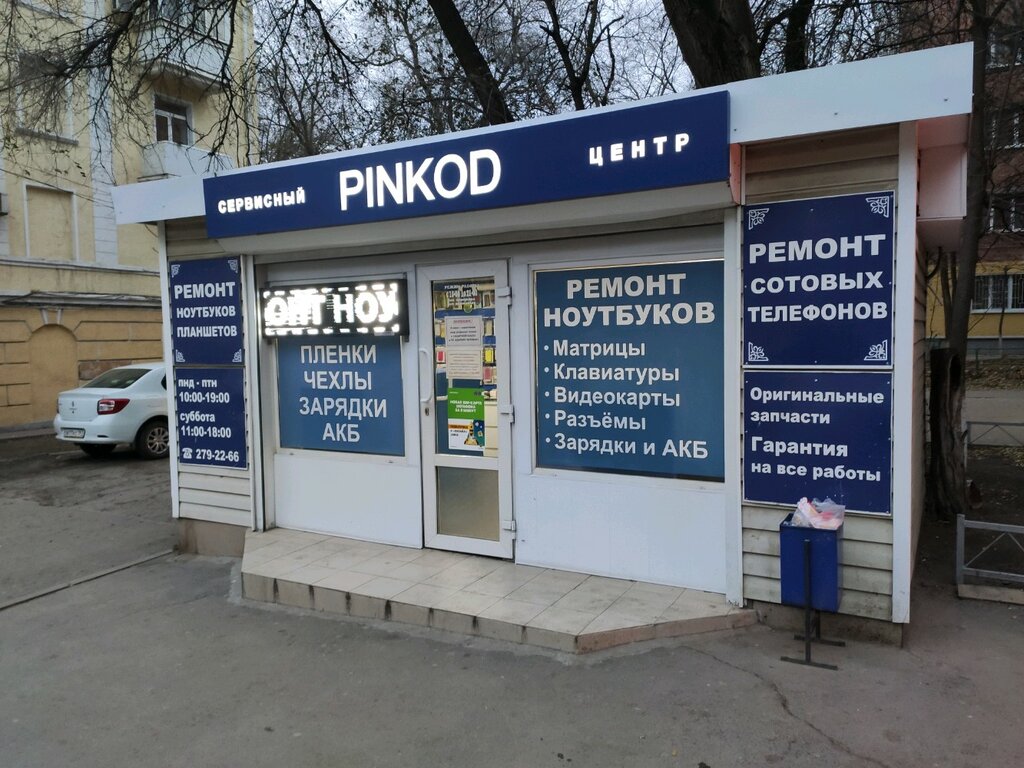 СЕРВИСНЫЙ PINKOD ЦЕНТР
РЕМОНТ
НОУТБУКОВ
ПЛАНШЕТОВ
ПНД - ПТН
10:00-19:00
суббота
11:00-18:00
☎ 279-22-66
ОНТ НОУ
ПЛЕНКИ
ЧЕХЛЫ
ЗАРЯДКИ
АКБ
РЕМОНТ
НОУТБУКОВ
• Матрицы
• Клавиатуры
• Видеокарты
• Разъёмы
• Зарядки и АКБ
РЕМОНТ
СОТОВЫХ
ТЕЛЕФОНОВ
Оригинальные
запчасти
Гарантия
на все работы